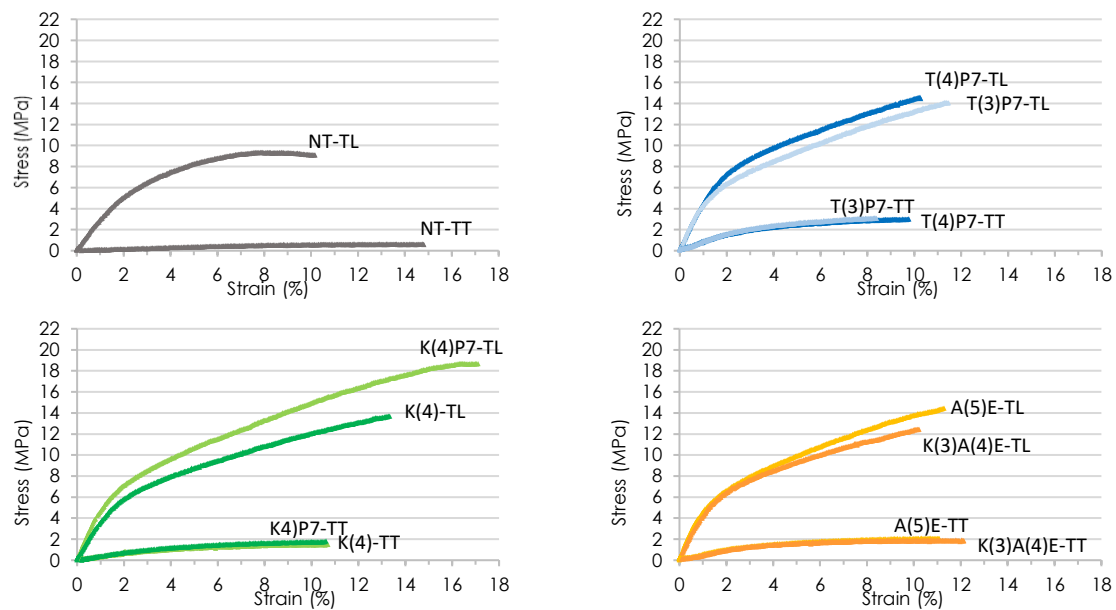 22
20
18
16
14
12
10
8
6
4
2
0
Stress (MPa)
NT-TL
NT-TT
0 2 4 6 8 10 12 14 16 18
Strain (%)
22
20
18
16
14
12
10
8
6
4
2
0
Stress (MPa)
T(4)P7-TL
T(3)P7-TL
T(3)P7-TT
T(4)P7-TT
0 2 4 6 8 10 12 14 16 18
Strain (%)
22
20
18
16
14
12
10
8
6
4
2
0
Stress (MPa)
K(4)P7-TL
K(4)-TL
K4)P7-TT
K(4)-TT
0 2 4 6 8 10 12 14 16 18
Strain (%)
22
20
18
16
14
12
10
8
6
4
2
0
Stress (MPa)
A(5)E-TL
K(3)A(4)E-TL
A(5)E-TT
K(3)A(4)E-TT
0 2 4 6 8 10 12 14 16 18
Strain (%)